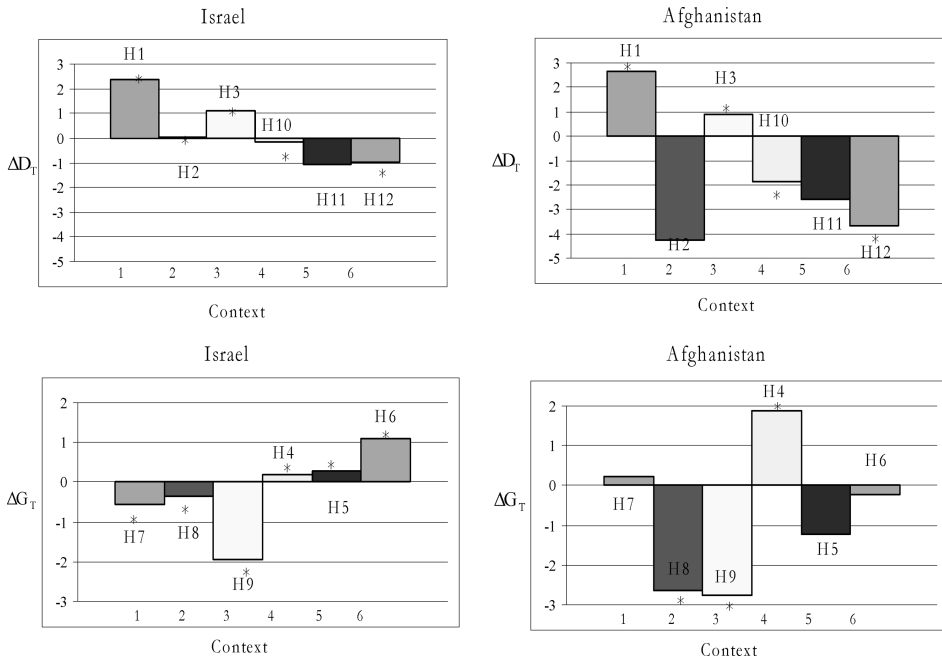 Israel
H1
3
2
H3
1
H10
0
ΔD_T
H2
-1
H11 H12
-2
-3
-4
-5
1 2 3 4 5 6
Context
Afghanistan
H1
3
H3
2
1
H10
0
ΔD_T
-1
-2
-3
H11
-4
H2
H12
-5
1 2 3 4 5 6
Context
Israel
2
H6
1
H4
0
ΔG_T
H5
-1
H7 H8
-2
H9
-3
1 2 3 4 5 6
Context
Afghanistan
H4
2
1
H6
0
ΔG_T
H7
-1
H5
-2
H8 H9
-3
1 2 3 4 5 6
Context